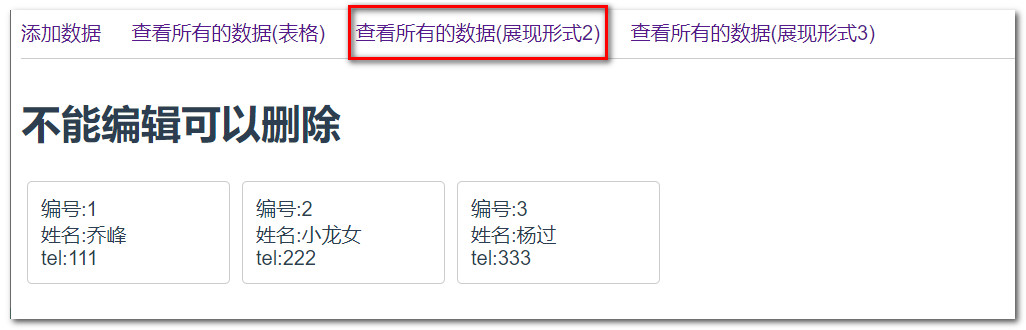 添加数据 查看所有的数据(表格) 查看所有的数据(展现形式2) 查看所有的数据(展现形式3)
不能编辑可以删除
编号:1
姓名:乔峰
tel:111
编号:2
姓名:小龙女
tel:222
编号:3
姓名:杨过
tel:333